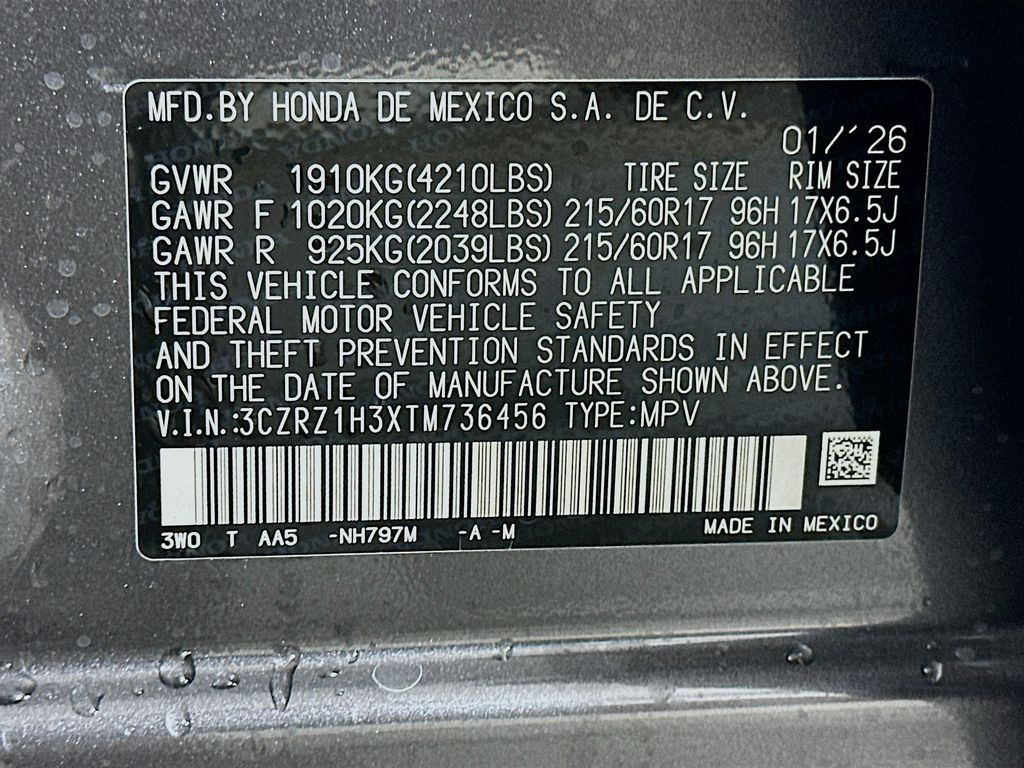 MFD.BY HONDA DE MEXICO S.A. DE C.V.
01/'26
GVWR 1910KG(4210LBS) TIRE SIZE RIM SIZE
GAWR F 1020KG(2248LBS) 215/60R17 96H 17X6.5J
GAWR R 925KG(2039LBS) 215/60R17 96H 17X6.5J
THIS VEHICLE CONFORMS TO ALL APPLICABLE
FEDERAL MOTOR VEHICLE SAFETY
AND THEFT PREVENTION STANDARDS IN EFFECT
ON THE DATE OF MANUFACTURE SHOWN ABOVE.
V.I.N.:3CZRZ1H3XTM736456 TYPE:MPV
3W0 T AA5 -NH797M -A -M MADE IN MEXICO